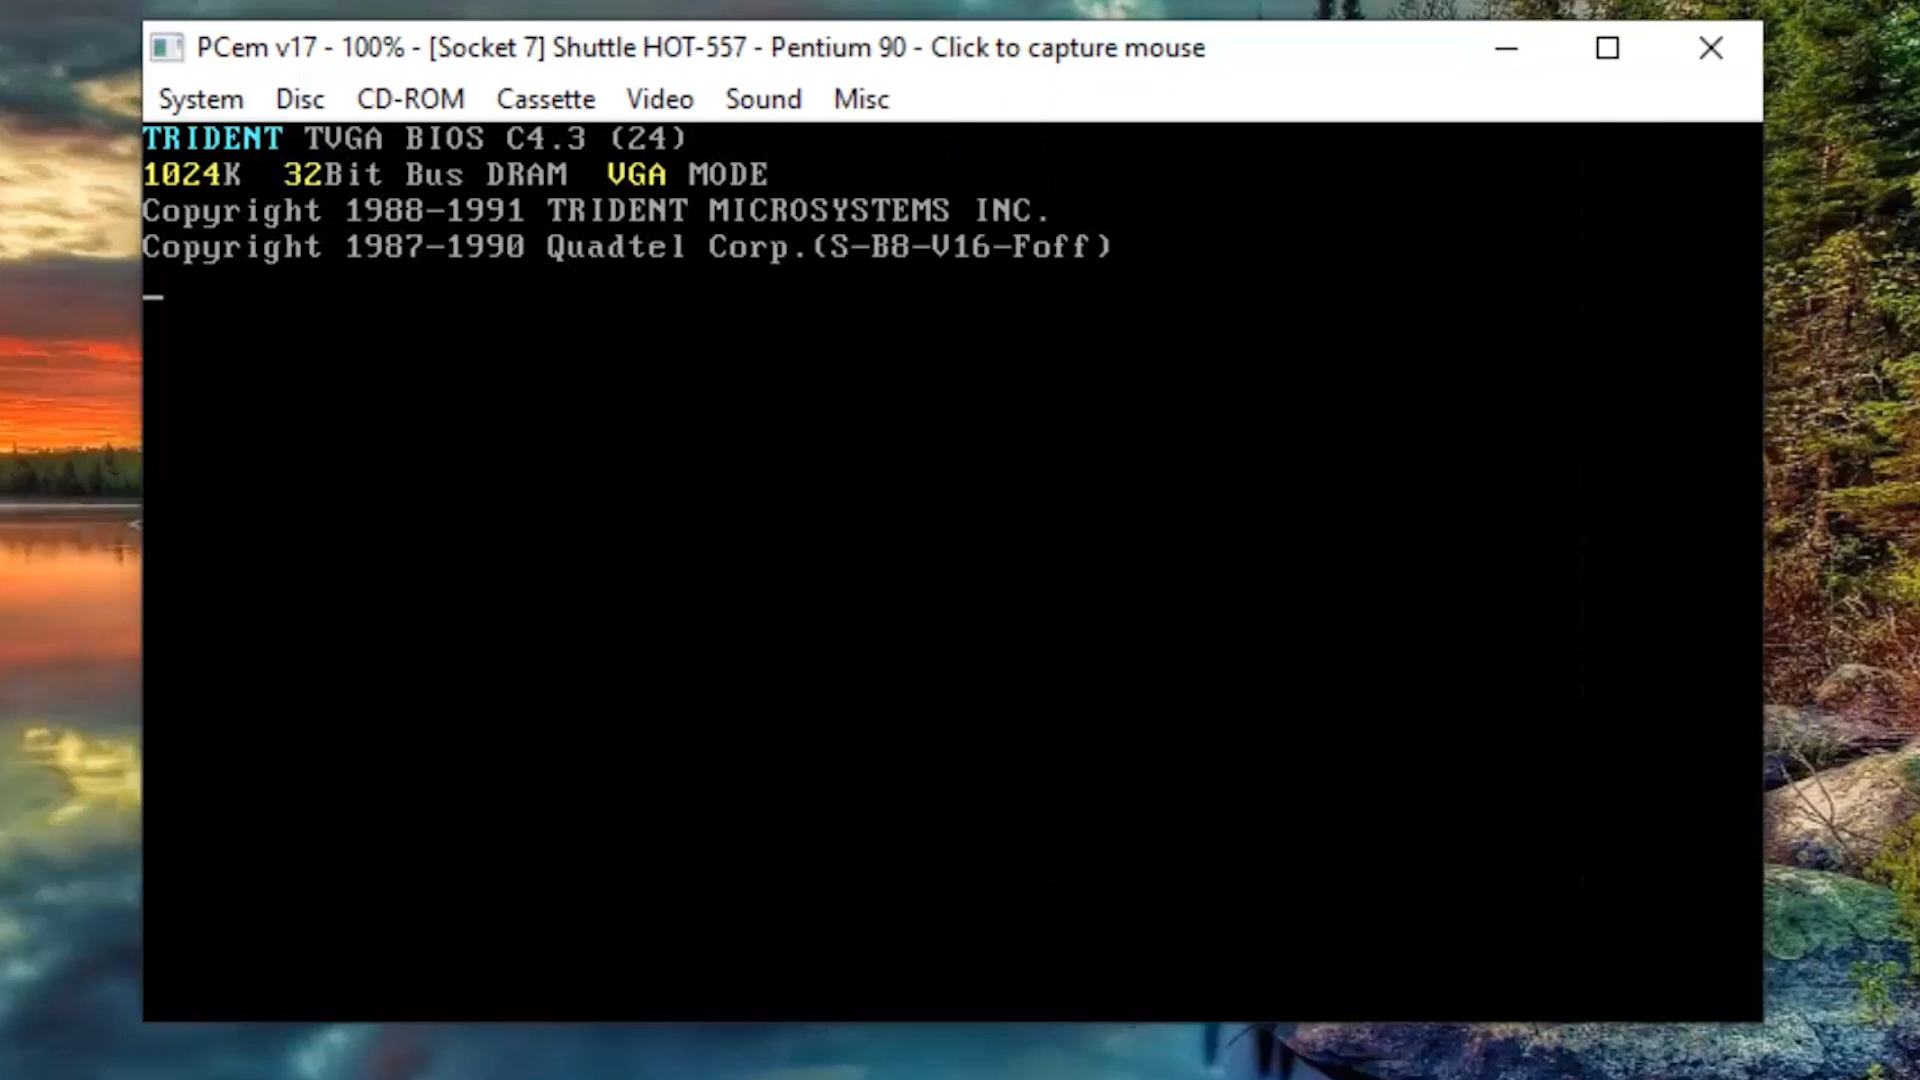 PCem v17 - 100% - [Socket 7] Shuttle HOT-557 - Pentium 90 - Click to capture mouse
System Disc CD-ROM Cassette Video Sound Misc
TRIDENT TVGA BIOS C4.3 (24)
1024K 32Bit Bus DRAM VGA MODE
Copyright 1988-1991 TRIDENT MICROSYSTEMS INC.
Copyright 1987-1990 Quadtel Corp.(S-B8-V16-Foff)